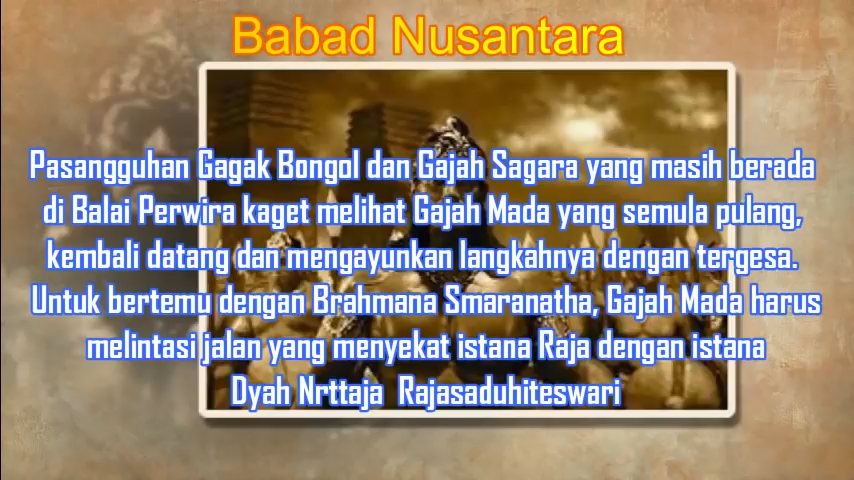 Babad Nusantara
Pasangguhan Gagak Bongol dan Gajah Sagara yang masih berada
di Balai Perwira kaget melihat Gajah Mada yang semula pulang,
kembali datang dan mengayunkan langkahnya dengan tergesa.
Untuk bertemu dengan Brahmana Smaranatha, Gajah Mada harus
melintasi jalan yang menyekat istana Raja dengan istana
Dyah Nrttaja Rajasaduhiteswari